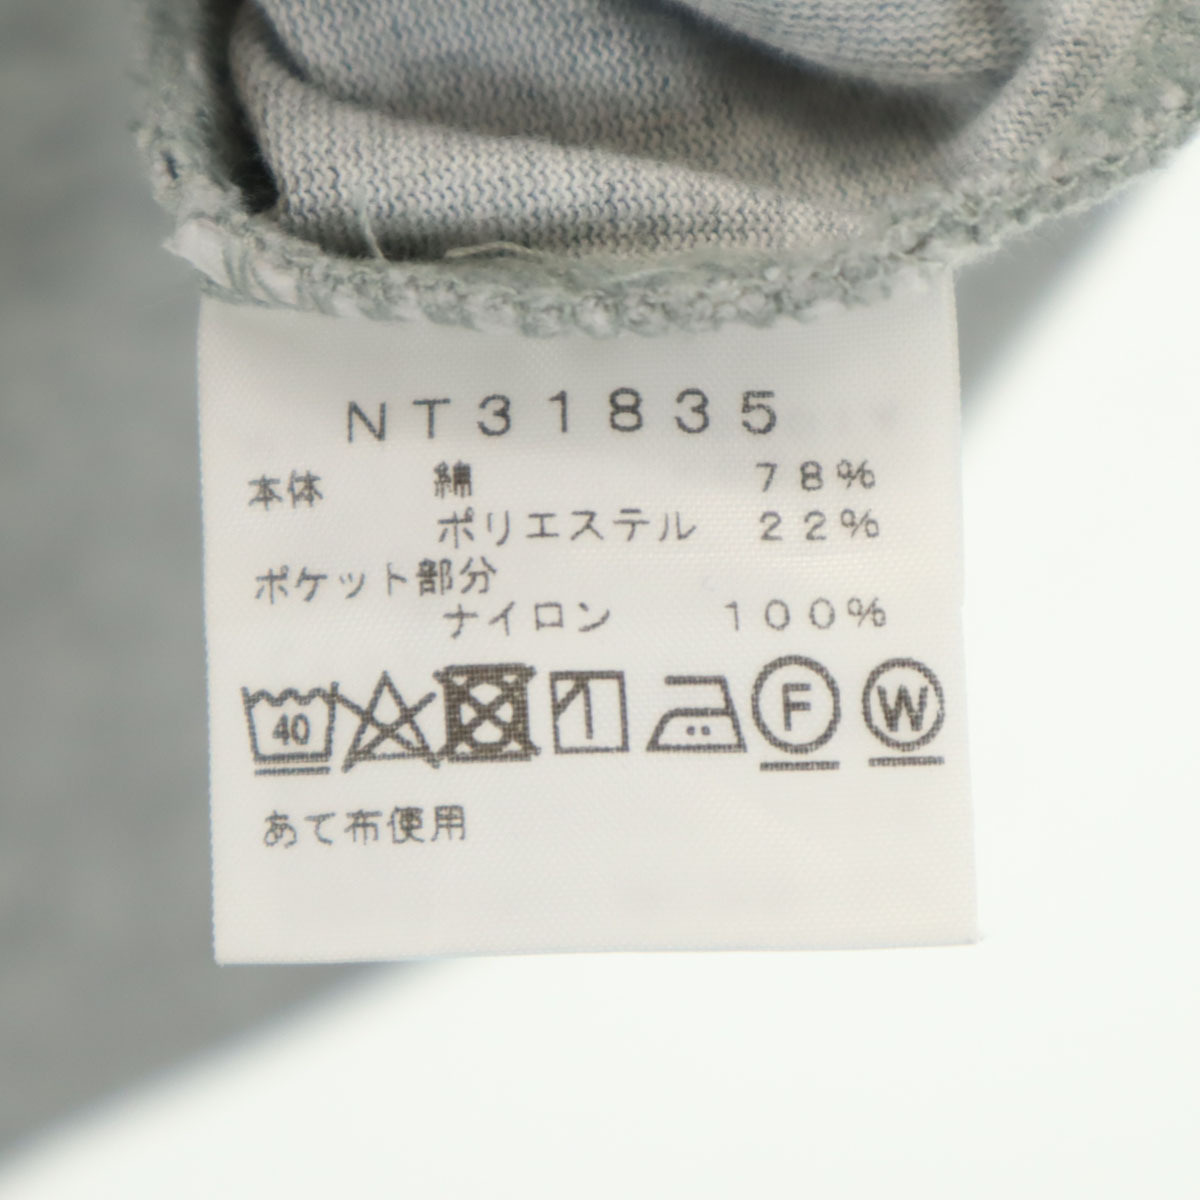 NT31835
本体 綿 78%
ポリエステル 22%
ポケット部分
ナイロン 100%
40 F W
あて布使用